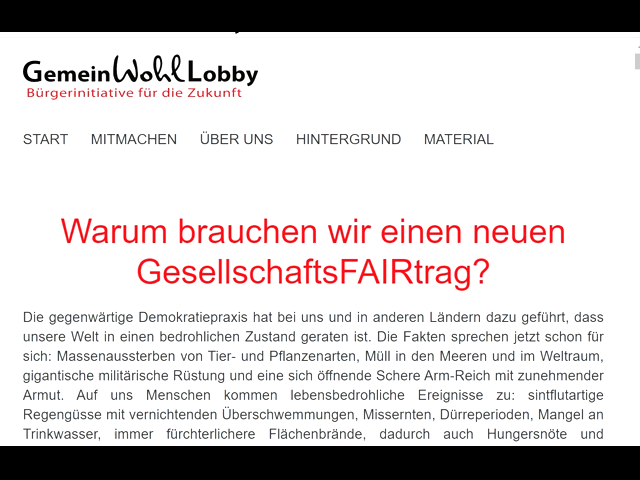 GemeinWohlLobby
Bürgerinitiative für die Zukunft
START MITMACHEN ÜBER UNS HINTERGRUND MATERIAL
Warum brauchen wir einen neuen
GesellschaftsFAIRtrag?
Die gegenwärtige Demokratiepraxis hat bei uns und in anderen Ländern dazu geführt, dass
unsere Welt in einen bedrohlichen Zustand geraten ist. Die Fakten sprechen jetzt schon für
sich: Massenaussterben von Tier- und Pflanzenarten, Müll in den Meeren und im Weltraum,
gigantische militärische Rüstung und eine sich öffnende Schere Arm-Reich mit zunehmender
Armut. Auf uns Menschen kommen lebensbedrohliche Ereignisse zu: sintflutartige
Regengüsse mit vernichtenden Überschwemmungen, Missernten, Dürreperioden, Mangel an
Trinkwasser, immer fürchterlichere Flächenbrände, dadurch auch Hungersnöte und